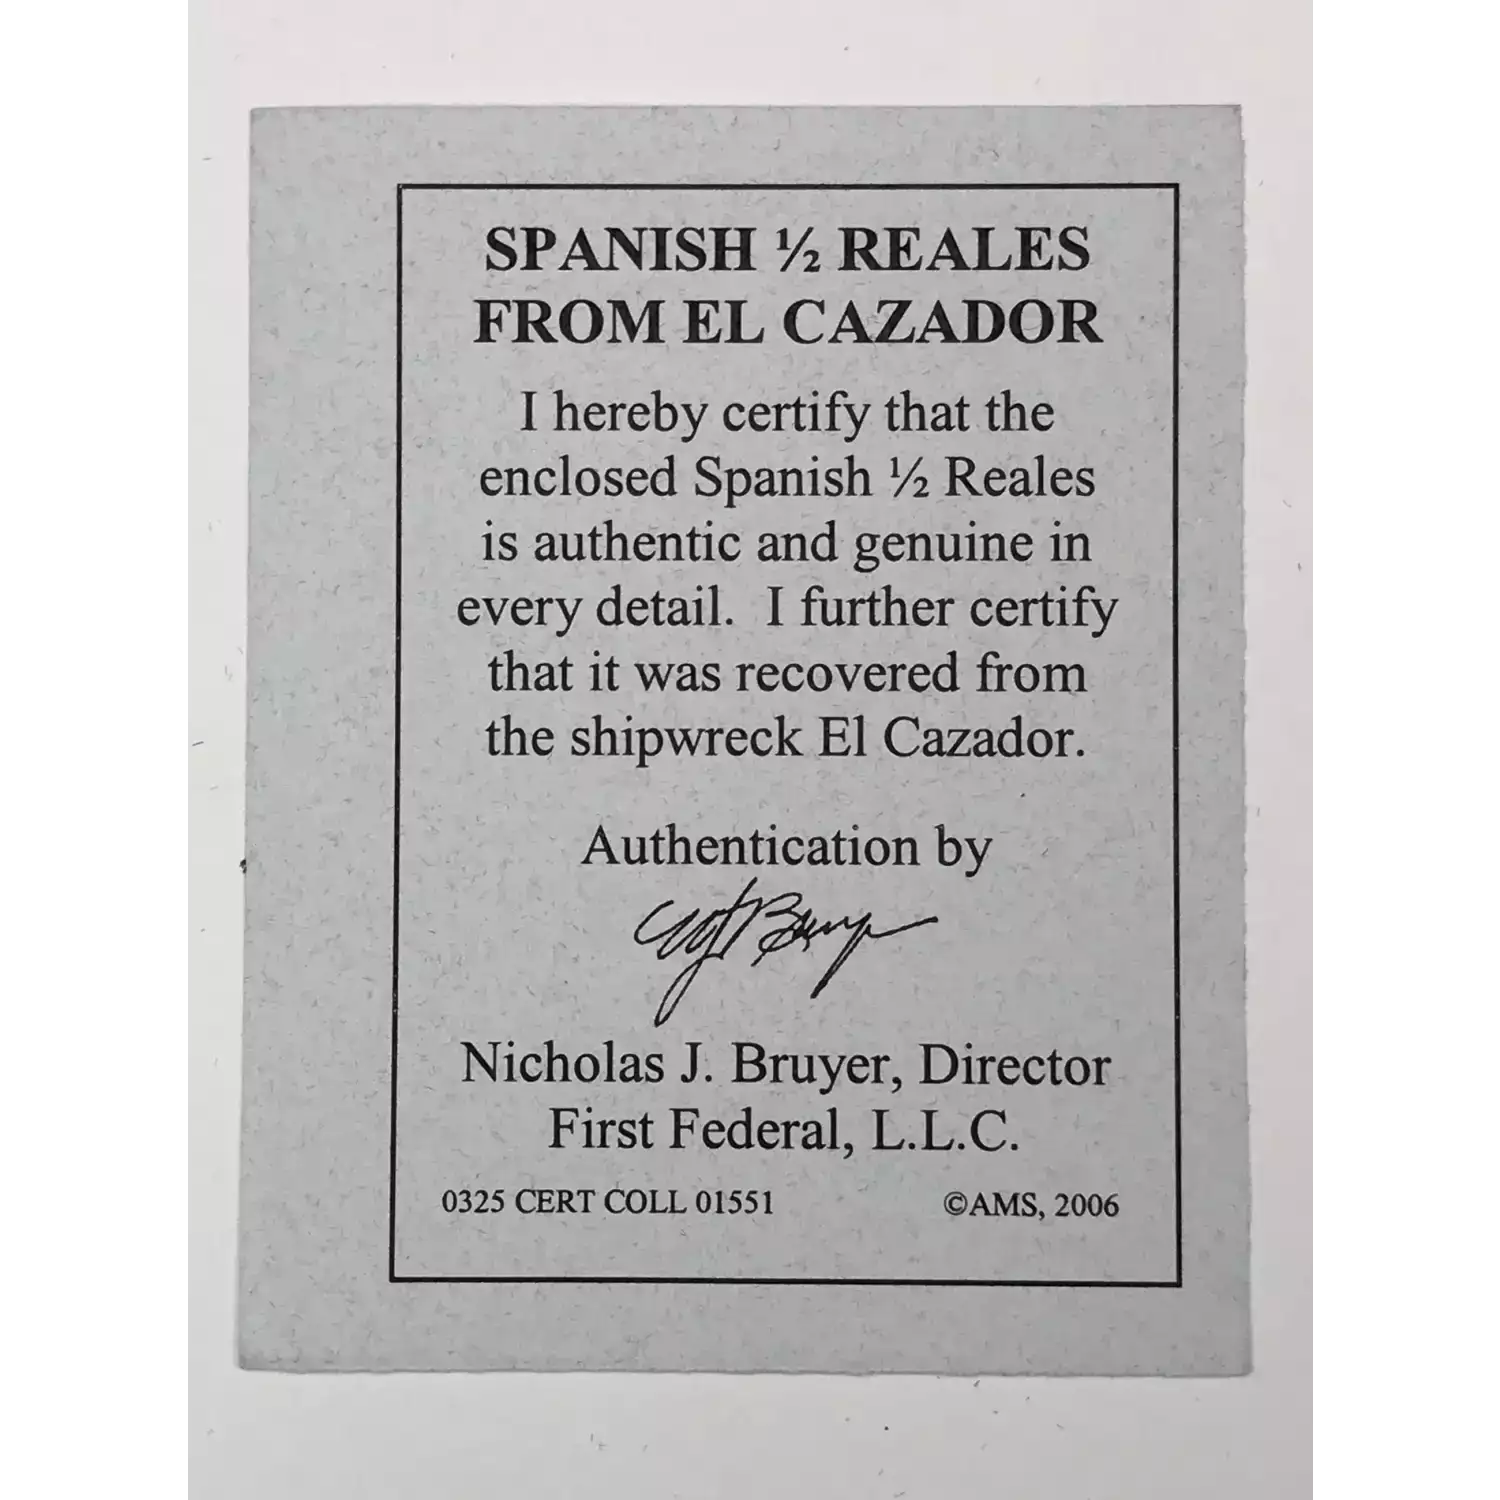 SPANISH ½ REALES
FROM EL CAZADOR
I hereby certify that the
enclosed Spanish ½ Reales
is authentic and genuine in
every detail.  I further certify
that it was recovered from
the shipwreck El Cazador.
Authentication by
Nicholas J. Bruyer, Director
First Federal, L.L.C.
0325 CERT COLL 01551 ©AMS, 2006